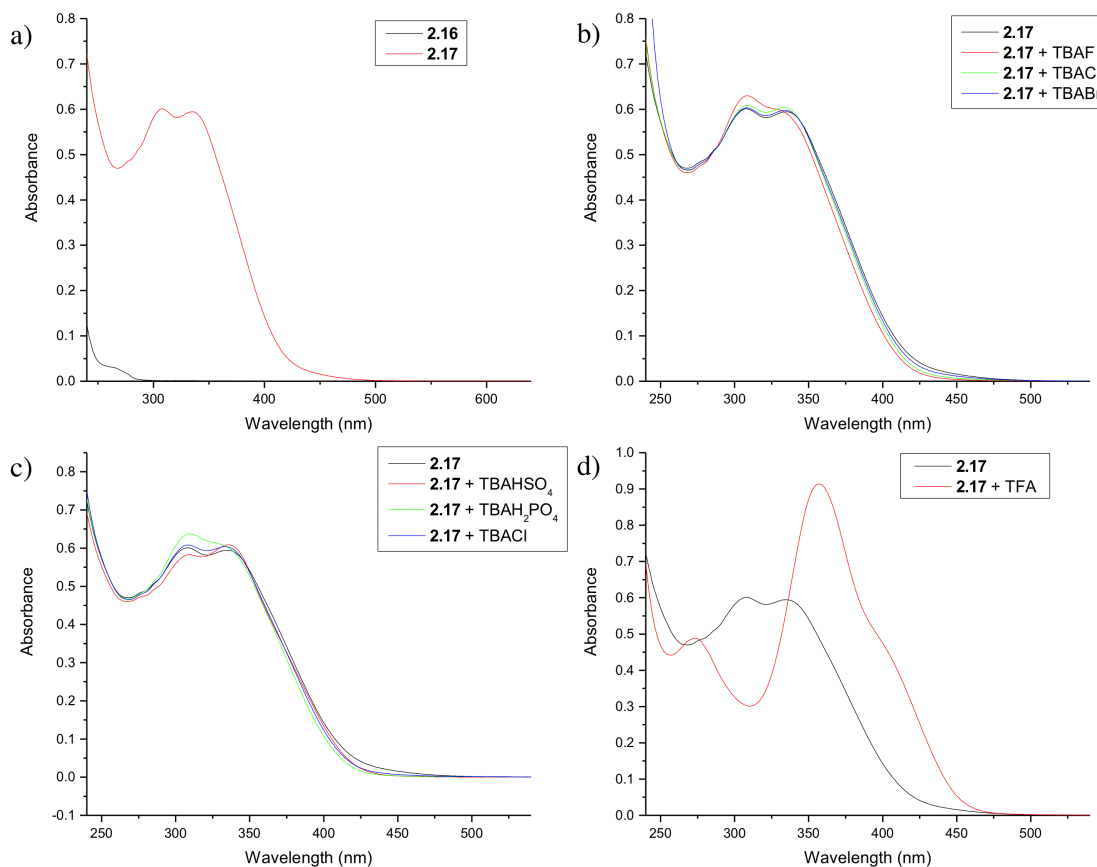 a)
2.16
2.17
0.8
0.7
0.6
0.5
0.4
0.3
0.2
0.1
0.0
Absorbance
300 400 500 600
Wavelength (nm)
b)
2.17
2.17 + TBAF
2.17 + TBAC
2.17 + TBAB
0.8
0.7
0.6
0.5
0.4
0.3
0.2
0.1
0.0
Absorbance
250 300 350 400 450 500
Wavelength (nm)
c)
2.17
2.17 + TBAHSO4
2.17 + TBAH2PO4
2.17 + TBACl
0.8
0.7
0.6
0.5
0.4
0.3
0.2
0.1
0.0
-0.1
Absorbance
250 300 350 400 450 500
Wavelength (nm)
d)
2.17
2.17 + TFA
1.0
0.9
0.8
0.7
0.6
0.5
0.4
0.3
0.2
0.1
0.0
Absorbance
250 300 350 400 450 500
Wavelength (nm)